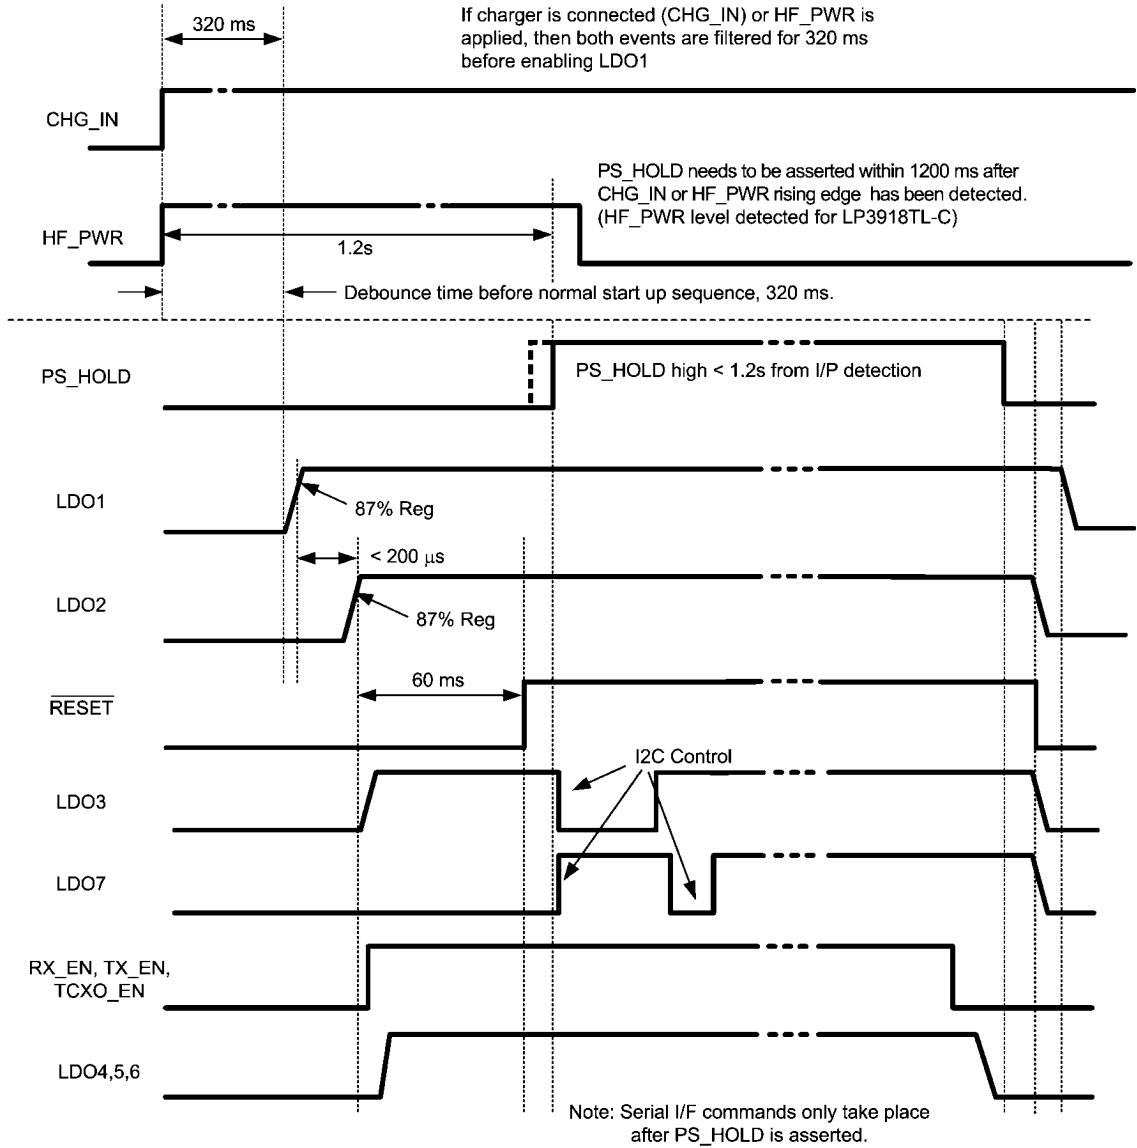 320 ms
If charger is connected (CHG_IN) or HF_PWR is
applied, then both events are filtered for 320 ms
before enabling LDO1
CHG_IN
PS_HOLD needs to be asserted within 1200 ms after
CHG_IN or HF_PWR rising edge has been detected.
(HF_PWR level detected for LP3918TL-C)
HF_PWR
1.2s
Debounce time before normal start up sequence, 320 ms.
PS_HOLD
PS_HOLD high < 1.2s from I/P detection
LDO1
87% Reg
< 200 µs
LDO2
87% Reg
60 ms
RESET
I2C Control
LDO3
LDO7
RX_EN, TX_EN,
TCXO_EN
LDO4,5,6
Note: Serial I/F commands only take place
after PS_HOLD is asserted.